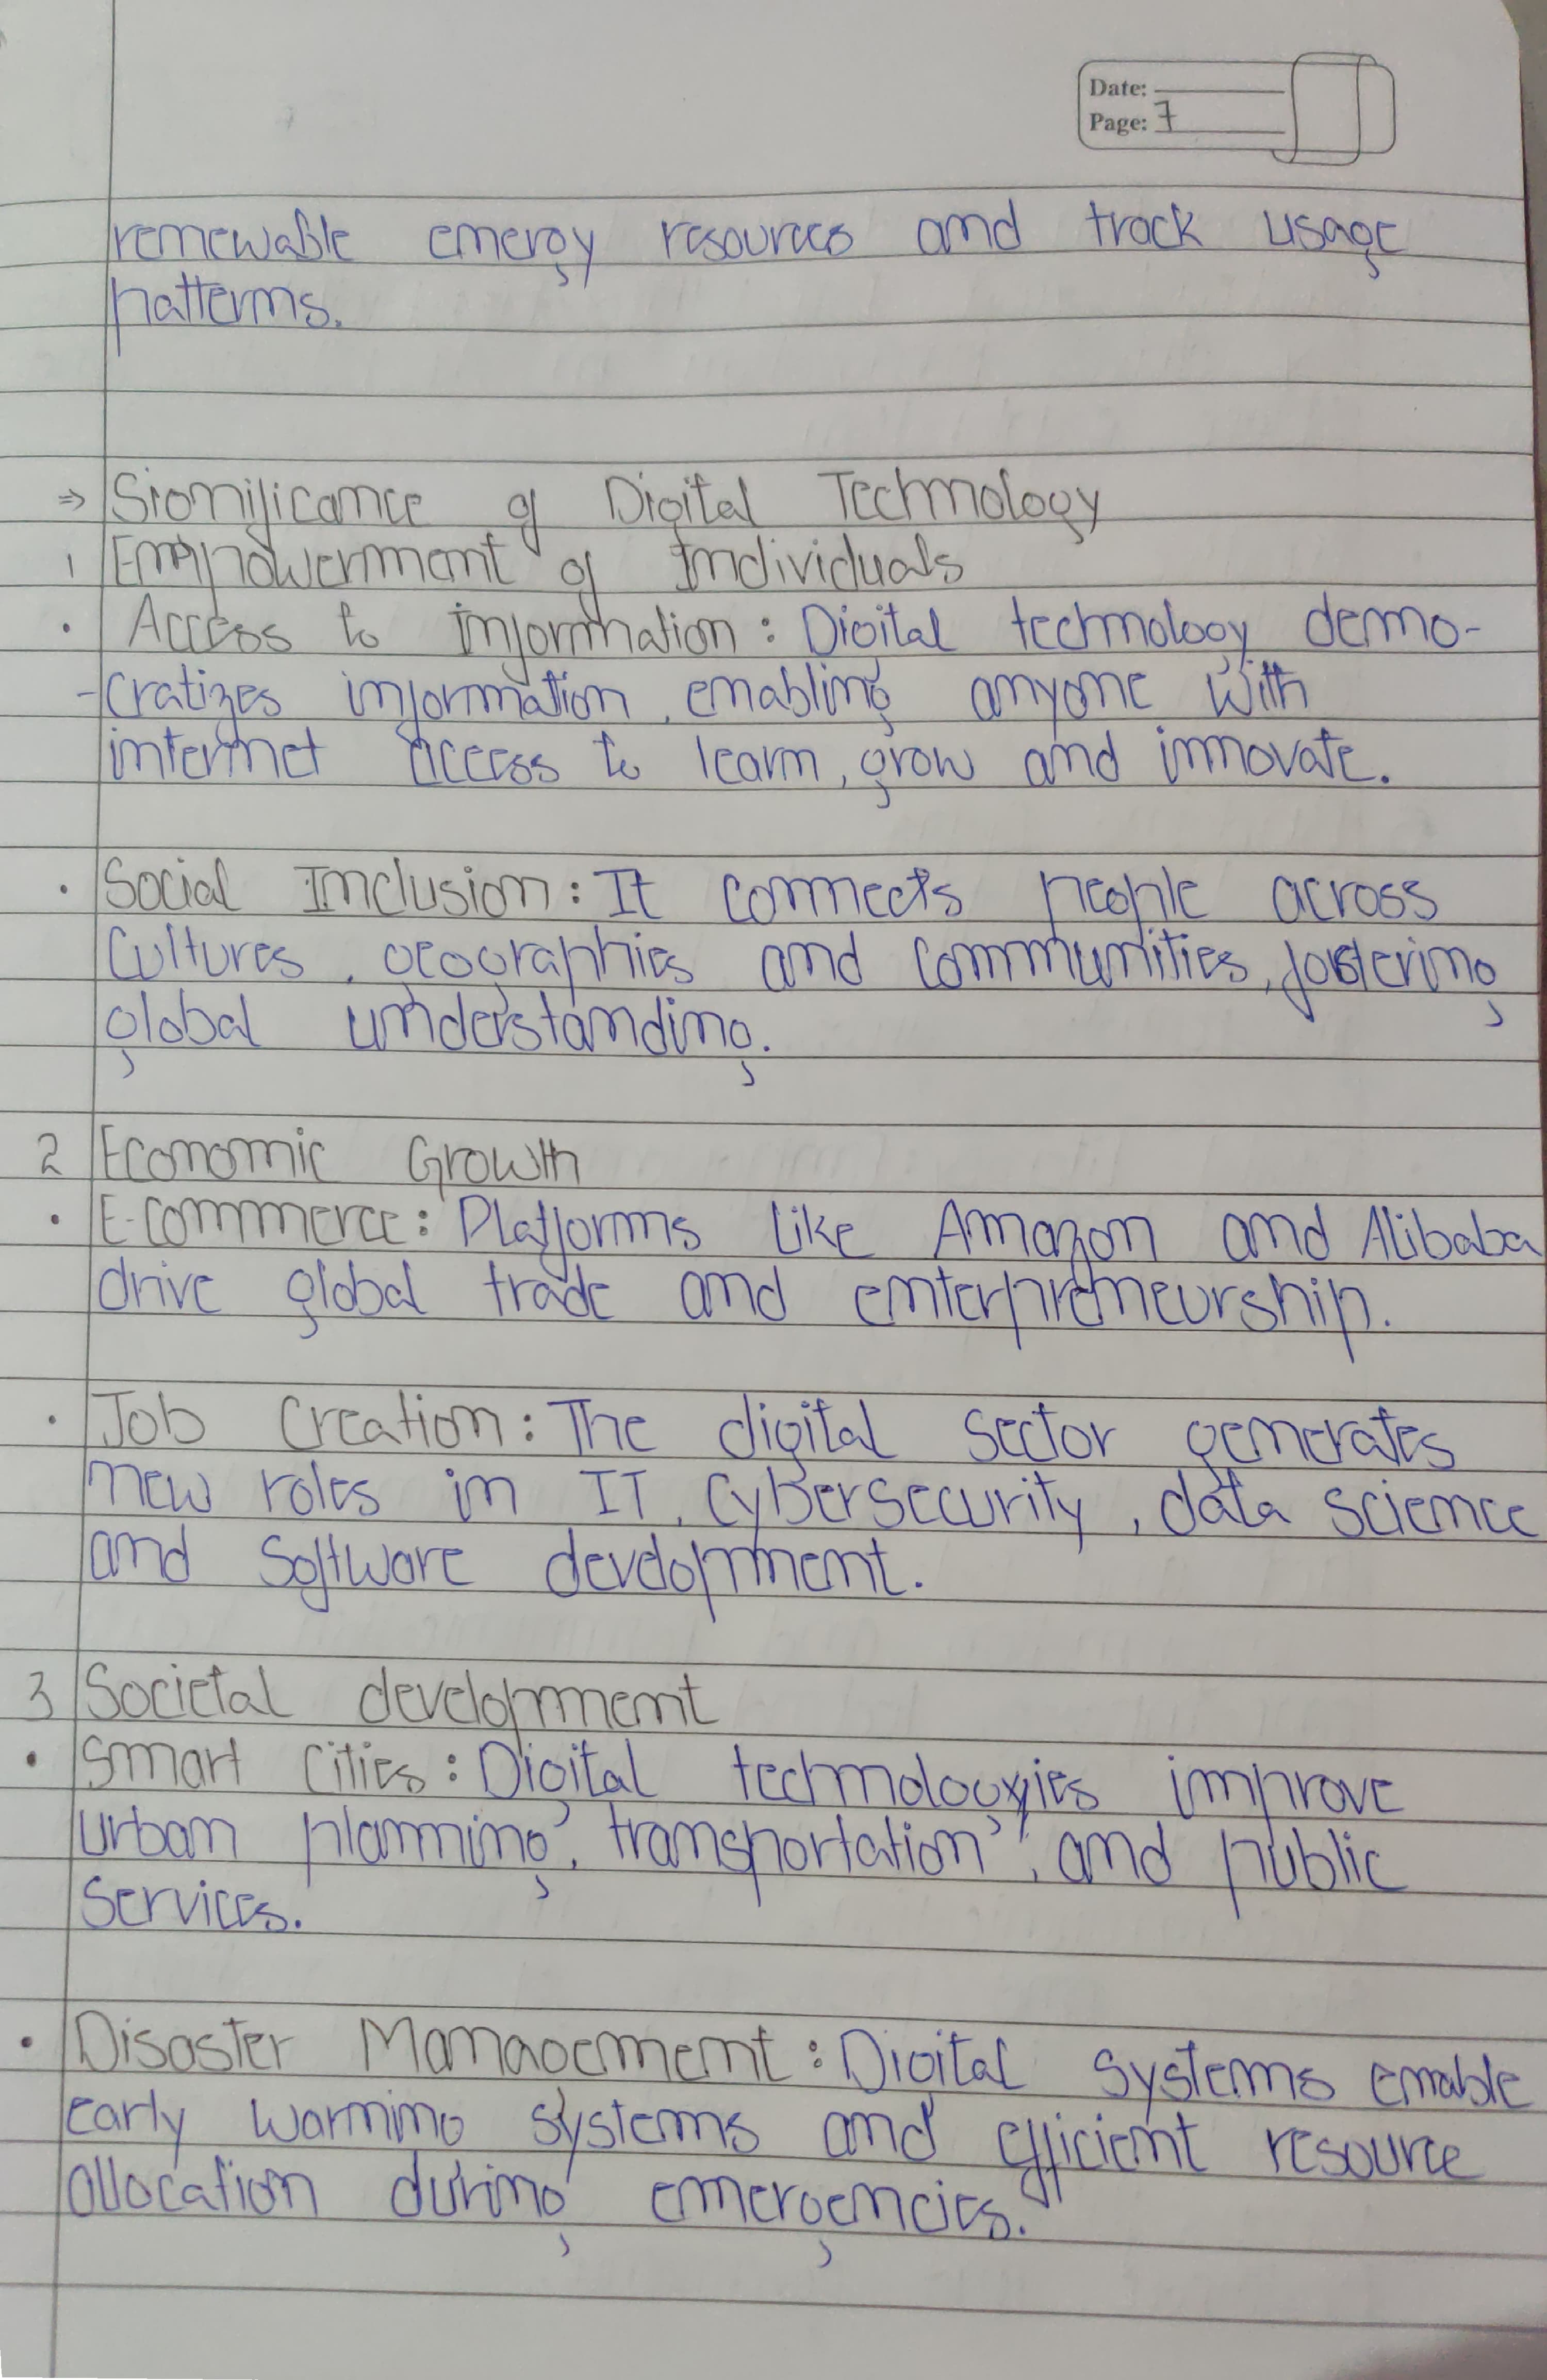 Date:
Page: 7
renewable energy resources and track usage
patterns.
⇒ Significance of Digital Technology
1 Empowerment of Individuals
• Access to Information : Digital technology demo-
-cratizes information, enabling anyone with
internet access to learn, grow and innovate.
• Social Inclusion : It connects people across
cultures, geographies and communities, fostering
global understanding.
2 Economic Growth
• E-commerce : Platforms like Amazon and Alibaba
drive global trade and enterpreneurship.
• Job Creation : The digital sector generates
new roles in IT, Cybersecurity, data science
and Software development.
3 Societal development
• Smart Cities : Digital technologies improve
urban planning, transportation, and public
Services.
• Disaster Management : Digital systems enable
early warning systems and efficient resource
allocation during emergencies.